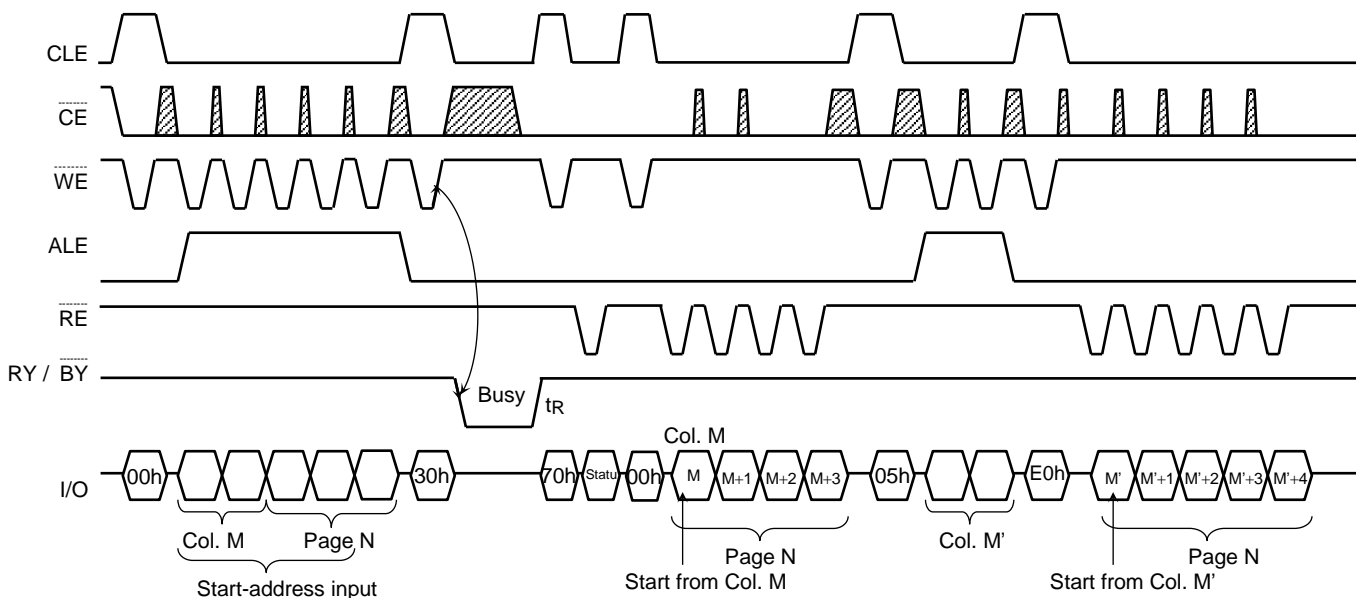 CLE
CE
WE
ALE
RE
RY / BY
Busy
tR
Col. M
I/O
00h
30h
70h
Statu
00h
M
M+1
M+2
M+3
05h
E0h
M'
M'+1
M'+2
M'+3
M'+4
Col. M
Page N
Page N
Col. M'
Page N
Start-address input
Start from Col. M
Start from Col. M'